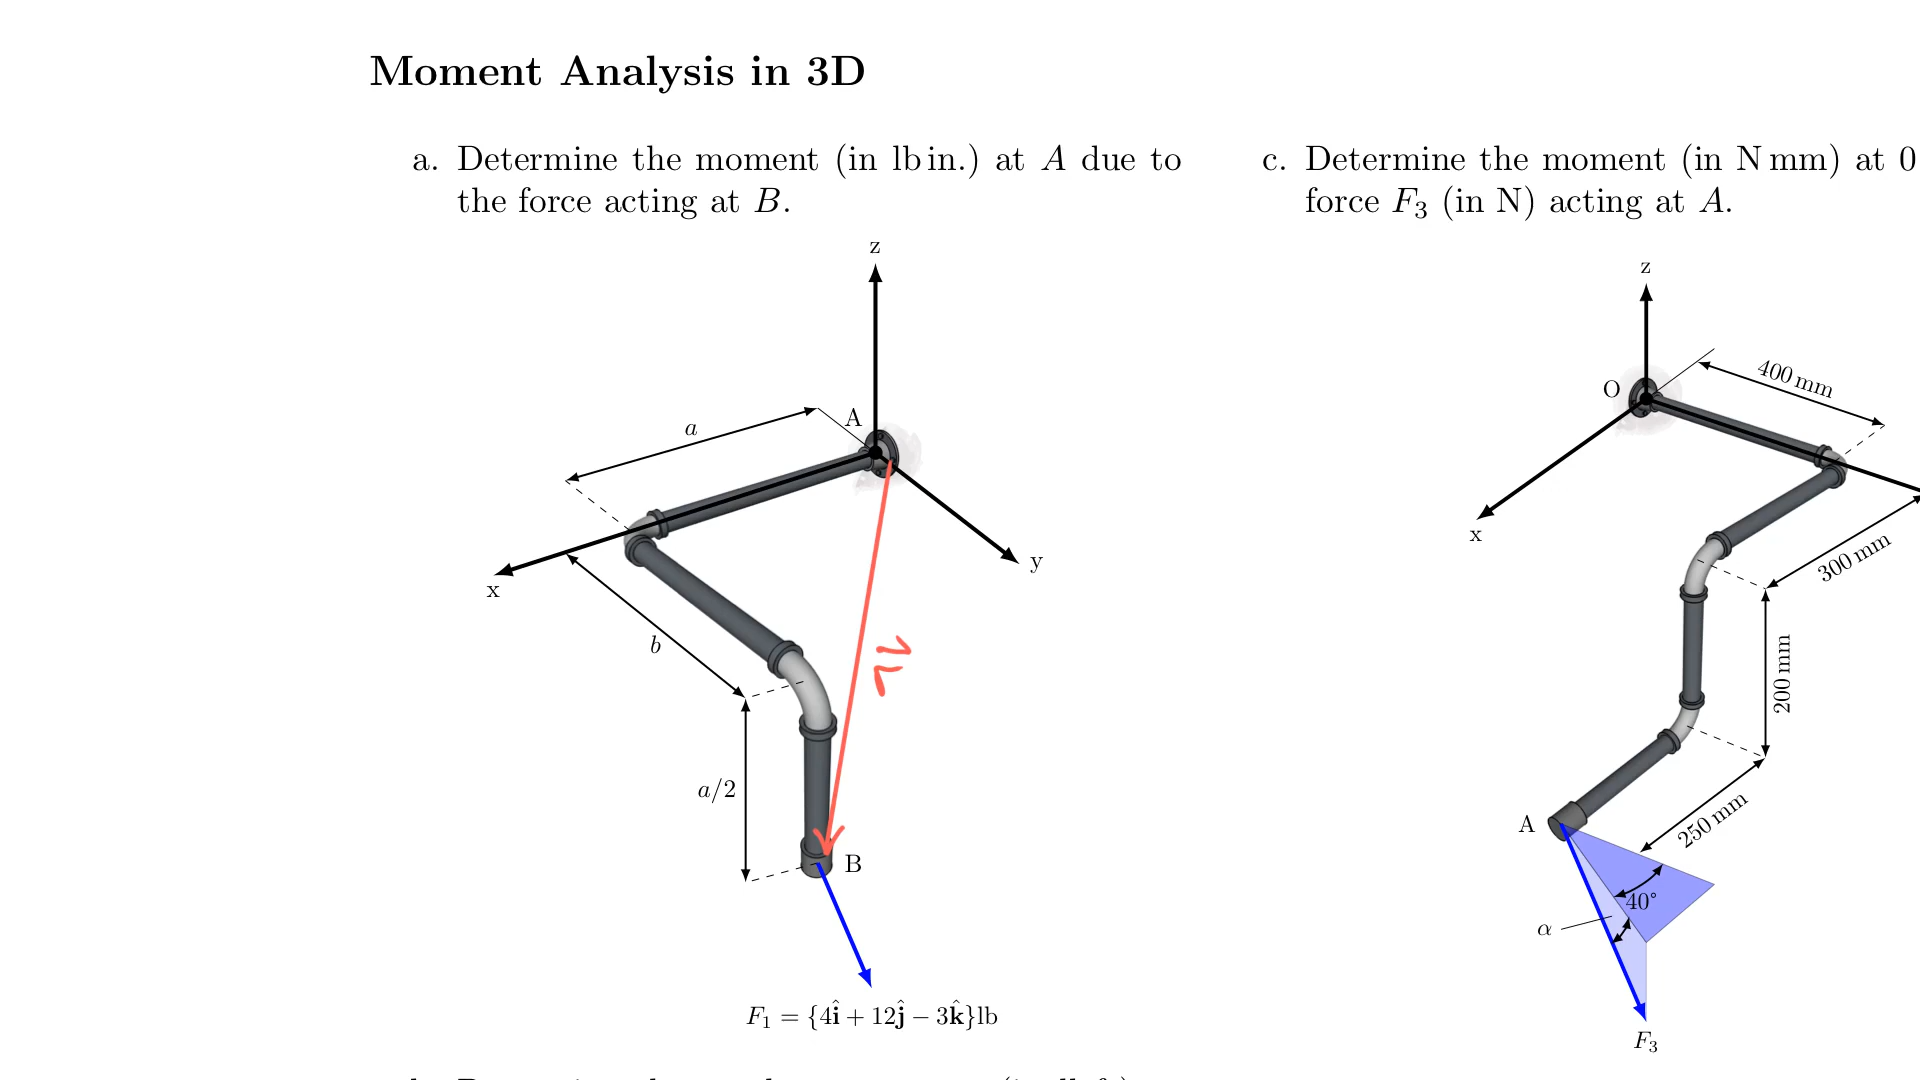 Moment Analysis in 3D
a. Determine the moment (in lb in.) at A due to
the force acting at B.
z
A
a
x
y
b
r
a/2
B
F₁ = {4î + 12ĵ − 3k̂}lb
c. Determine the moment (in N mm) at 0
force F₃ (in N) acting at A.
z
O
400 mm
x
300 mm
200 mm
A
250 mm
40°
α
F₃